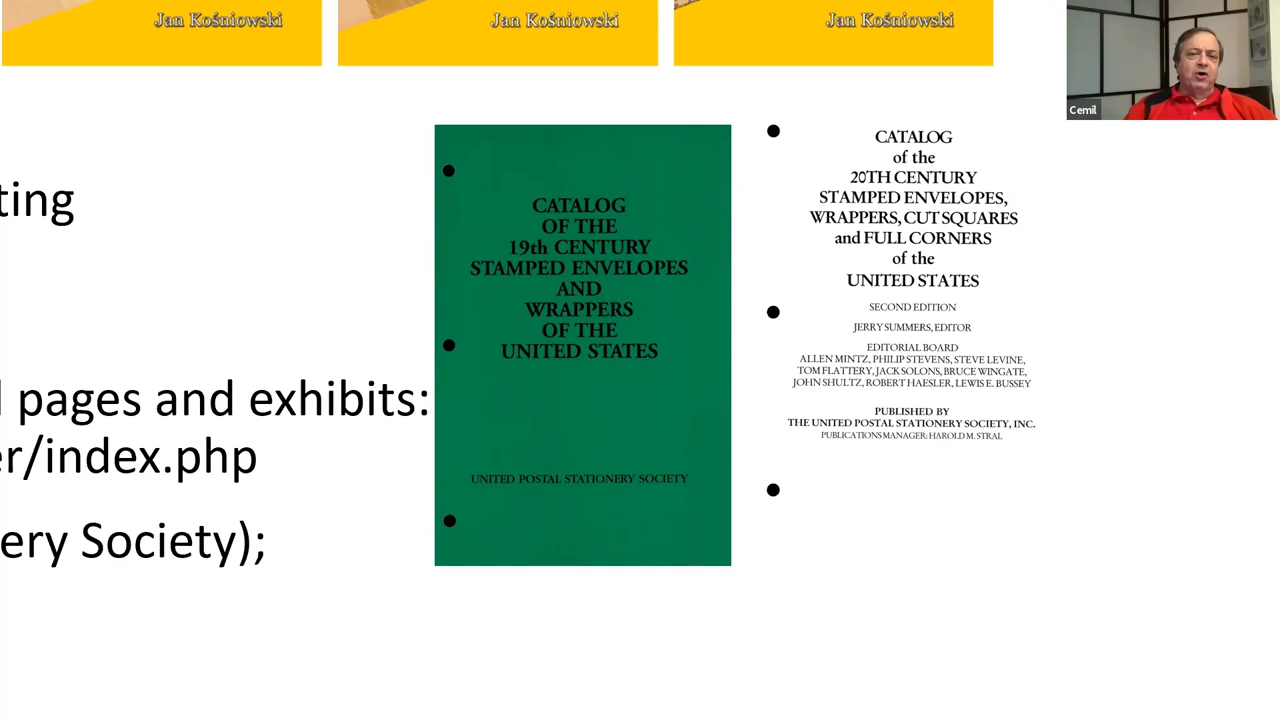 Jan Kośniowski
Jan Kośniowski
Jan Kośniowski
Cemil
ting
pages and exhibits:
er/index.php
ery Society);
CATALOG
OF THE
19th CENTURY
STAMPED ENVELOPES
AND
WRAPPERS
OF THE
UNITED STATES
UNITED POSTAL STATIONERY SOCIETY
CATALOG
of the
20TH CENTURY
STAMPED ENVELOPES,
WRAPPERS, CUT SQUARES
and FULL CORNERS
of the
UNITED STATES
SECOND EDITION
JERRY SUMMERS, EDITOR
EDITORIAL BOARD
ALLEN MINTZ, PHILIP STEVENS, STEVE LEVINE,
TOM FLATTERY, JACK SOLONS, BRUCE WINGATE,
JOHN SHULTZ, ROBERT HAESLER, LEWIS E. BUSSEY
PUBLISHED BY
THE UNITED POSTAL STATIONERY SOCIETY, INC.
PUBLICATIONS MANAGER: HAROLD M. STRAL